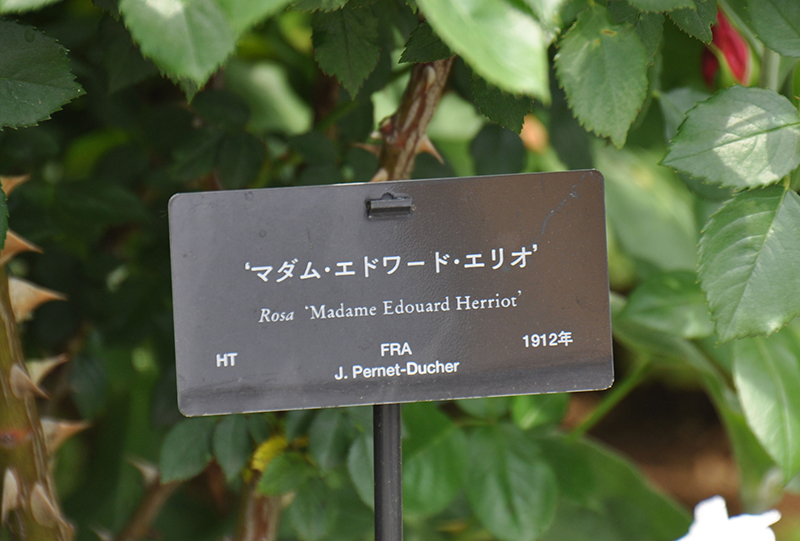 ‘マダム・エドワード・エリオ’
Rosa ‘Madame Edouard Herriot’
HT FRA 1912年
J. Pernet-Ducher